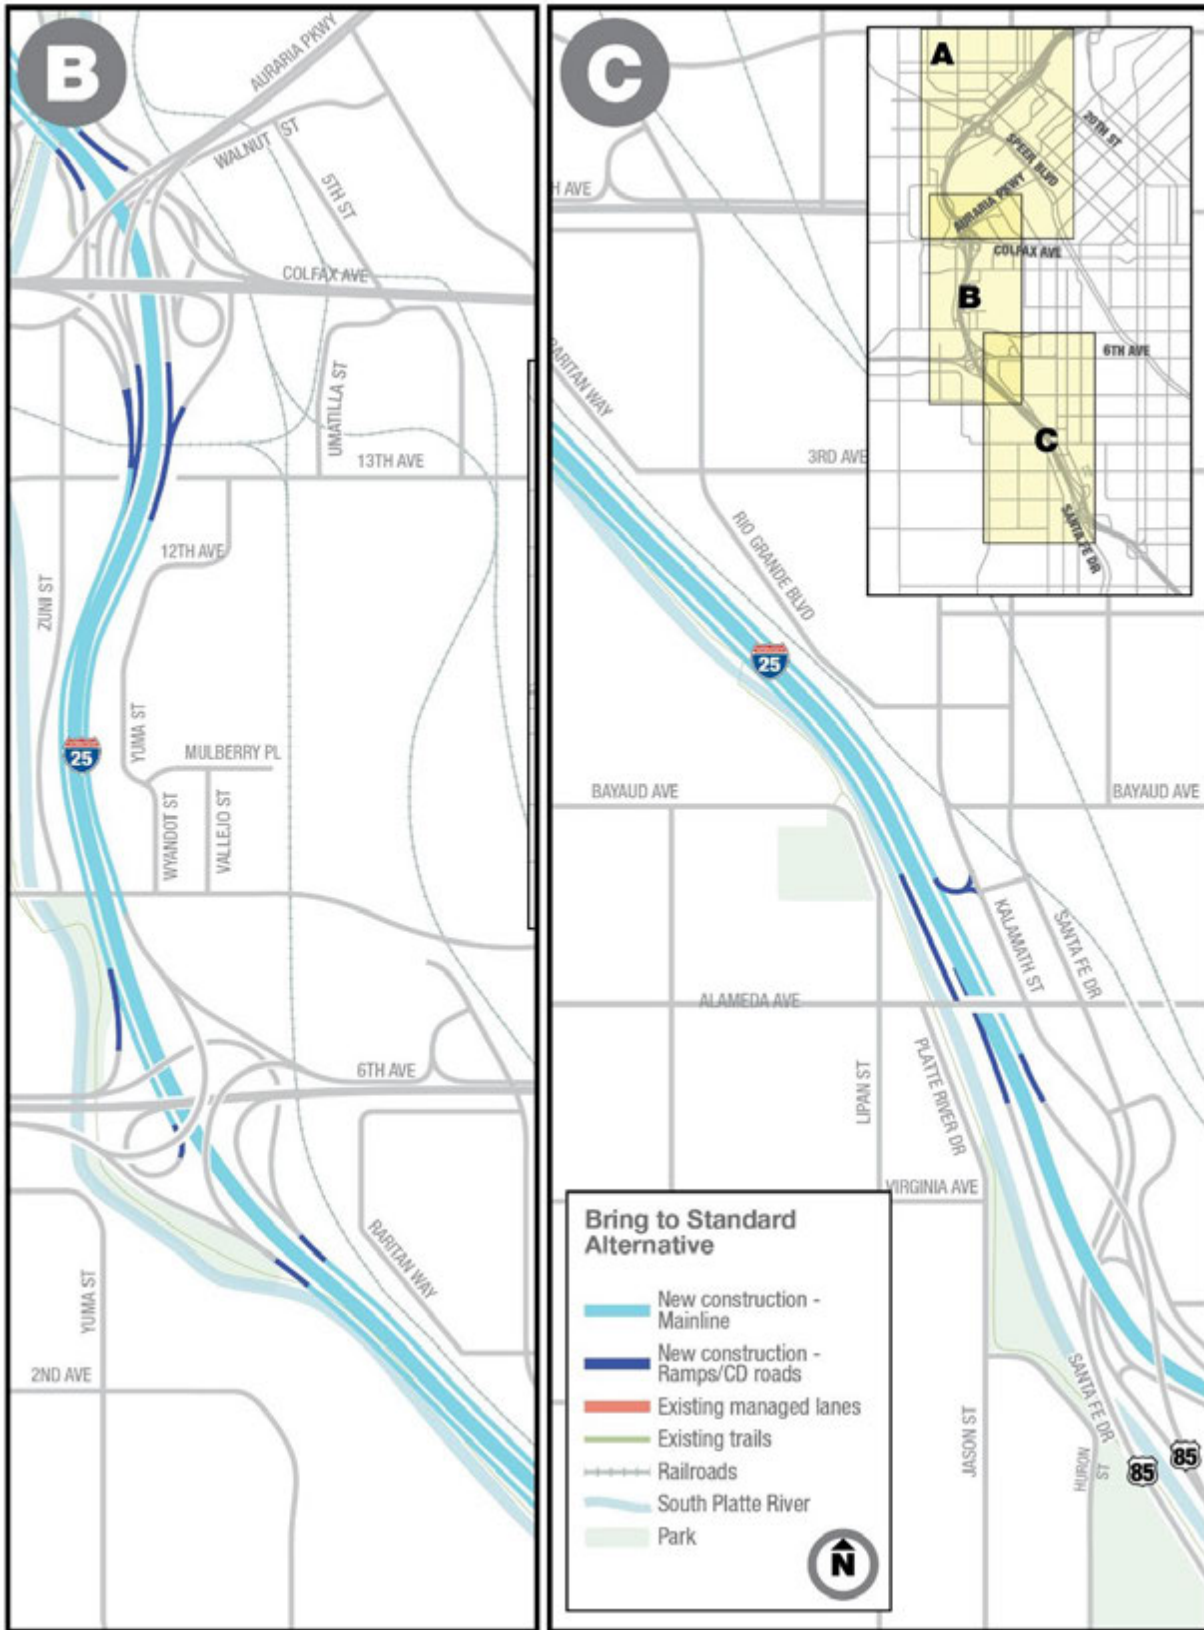 B
AURARIA PKWY
WALNUT ST
5TH ST
COLFAX AVE
UMATILLA ST
13TH AVE
12TH AVE
ZUNI ST
YUMA ST
25
MULBERRY PL
WYANDOT ST
VALLEJO ST
6TH AVE
RARITAN WAY
YUMA ST
2ND AVE
C
H AVE
RARITAN WAY
3RD AVE
RIO GRANDE BLVD
25
BAYAUD AVE
BAYAUD AVE
KALAMATH ST
SANTA FE DR
ALAMEDA AVE
LIPAN ST
PLATTE RIVER DR
VIRGINIA AVE
SANTA FE DR
JASON ST
HURON
ST
85
85
A
20TH ST
SPEER BLVD
AURARIA PKWY
COLFAX AVE
B
6TH AVE
C
SANTA FE DR
Bring to Standard
Alternative
New construction -
Mainline
New construction -
Ramps/CD roads
Existing managed lanes
Existing trails
Railroads
South Platte River
Park
N